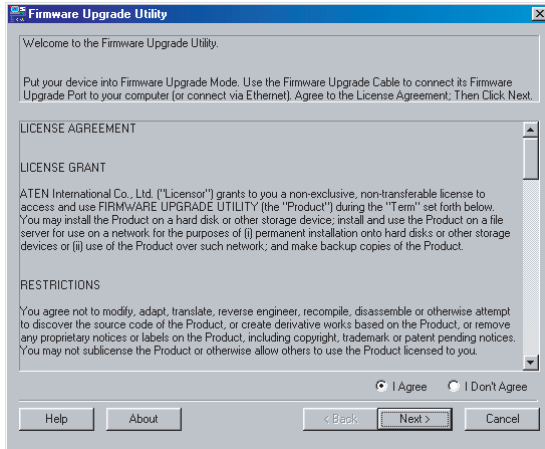 Firmware Upgrade Utility
Welcome to the Firmware Upgrade Utility.
Put your device into Firmware Upgrade Mode. Use the Firmware Upgrade Cable to connect its Firmware
Upgrade Port to your computer (or connect via Ethernet). Agree to the License Agreement; Then Click Next.
LICENSE AGREEMENT
LICENSE GRANT
ATEN International Co., Ltd. ("Licensor") grants to you a non-exclusive, non-transferable license to
access and use FIRMWARE UPGRADE UTILITY (the "Product") during the "Term" set forth below.
You may install the Product on a hard disk or other storage device; install and use the Product on a file
server for use on a network for the purposes of (i) permanent installation onto hard disks or other storage
devices or (ii) use of the Product over such network; and make backup copies of the Product.
RESTRICTIONS
You agree not to modify, adapt, translate, reverse engineer, recompile, disassemble or otherwise attempt
to discover the source code of the Product, or create derivative works based on the Product, or remove
any proprietary notices or labels on the Product, including copyright, trademark or patent pending notices.
You may not sublicense the Product or otherwise allow others to use the Product licensed to you.
I Agree I Don't Agree
Help About < Back Next > Cancel